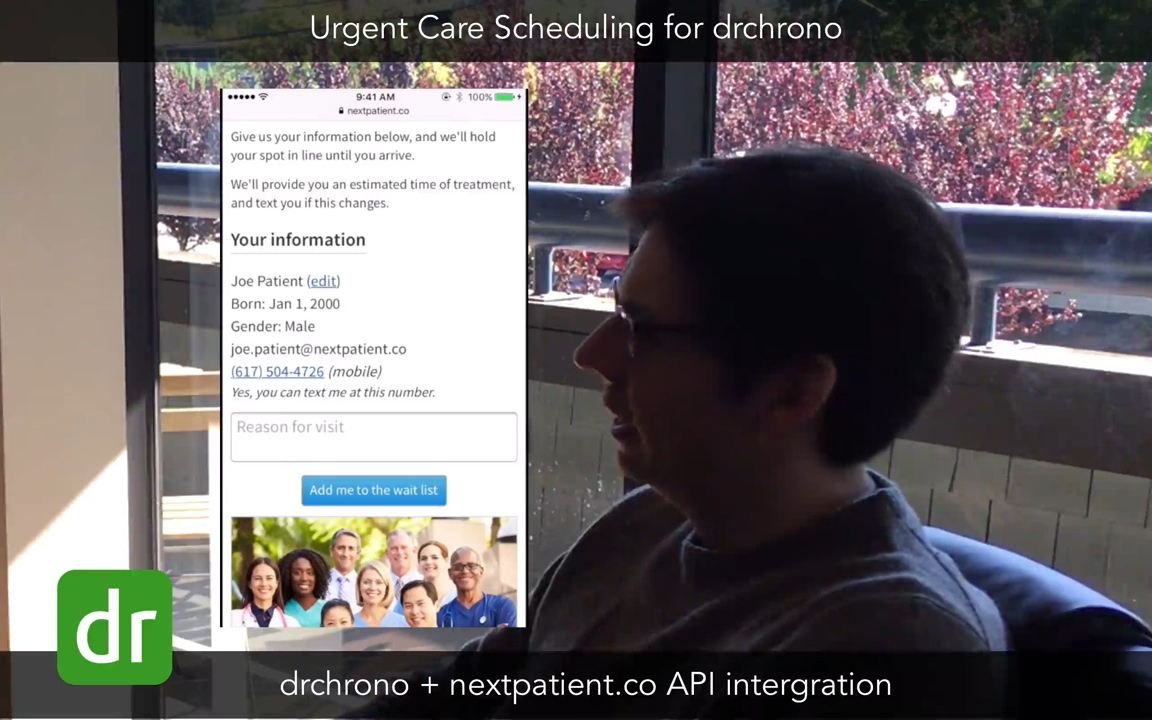 Urgent Care Scheduling for drchrono
9:41 AM
100%
nextpatient.co
Give us your information below, and we'll hold
your spot in line until you arrive.
We'll provide you an estimated time of treatment,
and text you if this changes.
Your information
Joe Patient (edit)
Born: Jan 1, 2000
Gender: Male
joe.patient@nextpatient.co
(617) 504-4726 (mobile)
Yes, you can text me at this number.
Reason for visit
Add me to the wait list
dr
drchrono + nextpatient.co API intergration